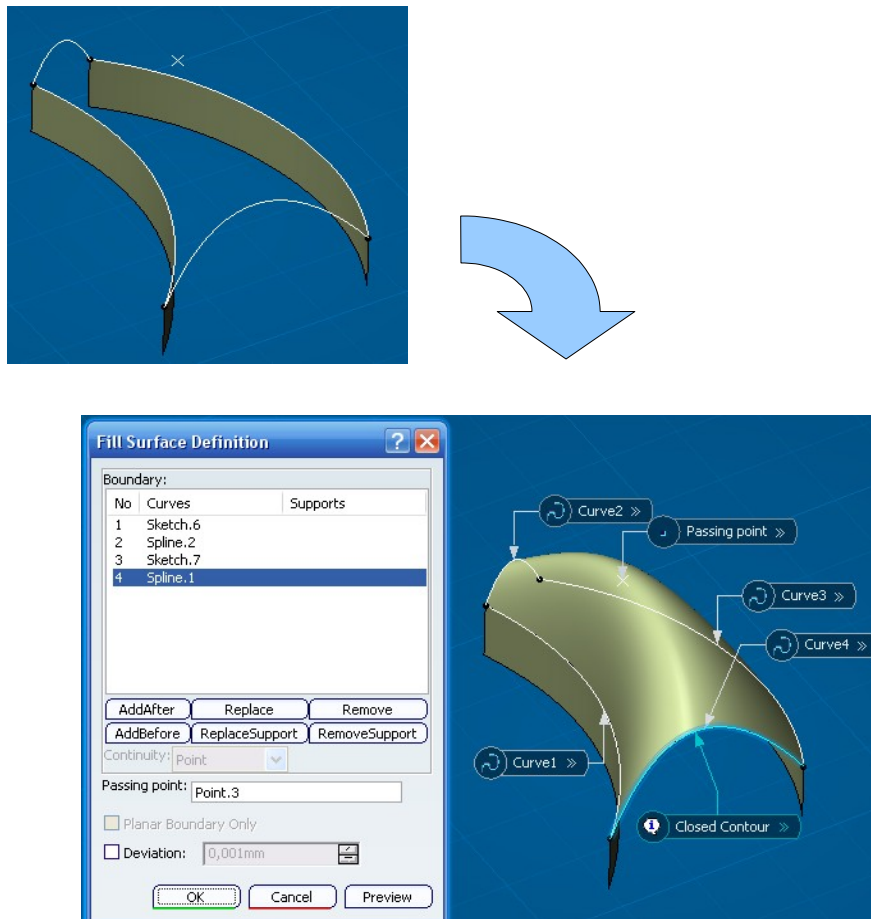 Fill Surface Definition
Boundary:
No Curves Supports
1 Sketch.6
2 Spline.2
3 Sketch.7
4 Spline.1
AddAfter Replace Remove
AddBefore ReplaceSupport RemoveSupport
Continuity: Point
Passing point: Point.3
Planar Boundary Only
Deviation: 0,001mm
OK Cancel Preview
Curve2 »
Passing point »
Curve3 »
Curve4 »
Curve1 »
Closed Contour »